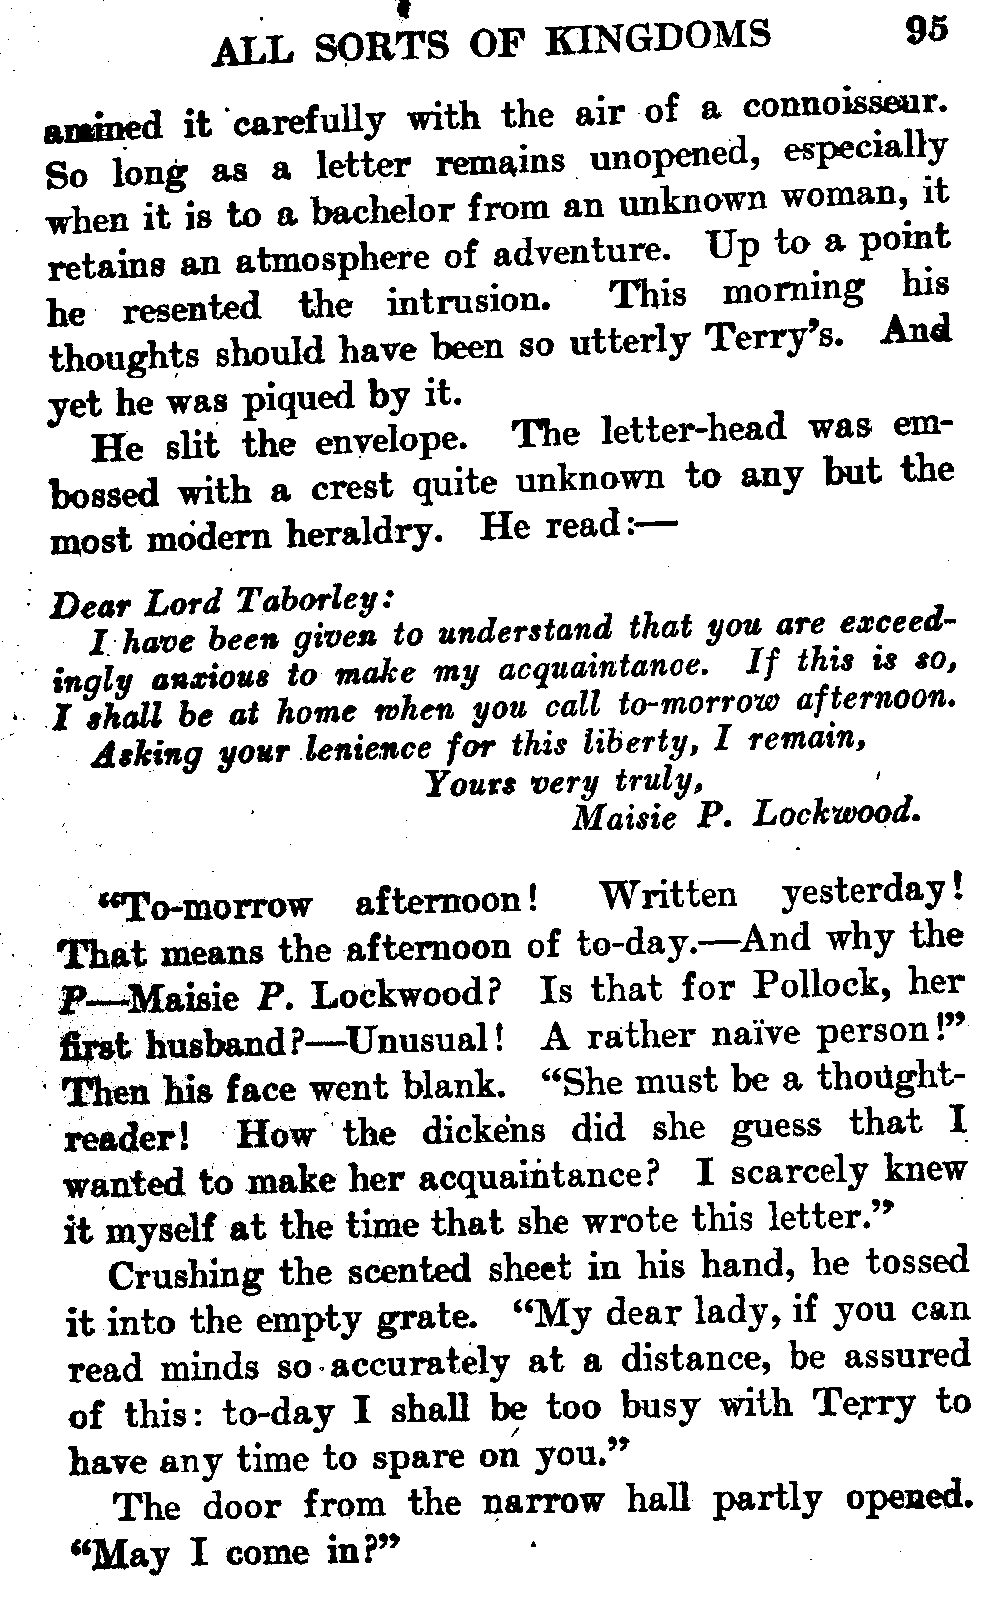 ALL SORTS OF KINGDOMS 95
amined it carefully with the air of a connoisseur.
So long as a letter remains unopened, especially
when it is to a bachelor from an unknown woman, it
retains an atmosphere of adventure. Up to a point
he resented the intrusion. This morning his
thoughts should have been so utterly Terry's. And
yet he was piqued by it.
He slit the envelope. The letter-head was em-
bossed with a crest quite unknown to any but the
most modern heraldry. He read:—
Dear Lord Taborley:
I have been given to understand that you are exceed-
ingly anxious to make my acquaintance. If this is so,
I shall be at home when you call to-morrow afternoon.
Asking your lenience for this liberty, I remain,
Yours very truly,
Maisie P. Lockwood.
"To-morrow afternoon! Written yesterday!
That means the afternoon of to-day.—And why the
P—Maisie P. Lockwood? Is that for Pollock, her
first husband?—Unusual! A rather naïve person!"
Then his face went blank. "She must be a thought-
reader! How the dickens did she guess that I
wanted to make her acquaintance? I scarcely knew
it myself at the time that she wrote this letter."
Crushing the scented sheet in his hand, he tossed
it into the empty grate. "My dear lady, if you can
read minds so accurately at a distance, be assured
of this: to-day I shall be too busy with Terry to
have any time to spare on you."
The door from the narrow hall partly opened.
"May I come in?"